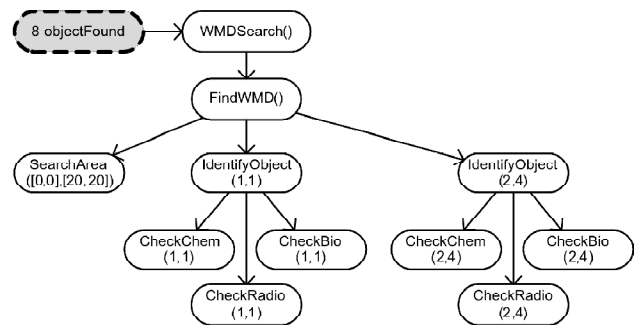 8 objectFound
WMDSearch()
FindWMD()
SearchArea
([0,0],[20,20])
IdentifyObject
(1,1)
IdentifyObject
(2,4)
CheckChem
(1,1)
CheckBio
(1,1)
CheckChem
(2,4)
CheckBio
(2,4)
CheckRadio
(1,1)
CheckRadio
(2,4)